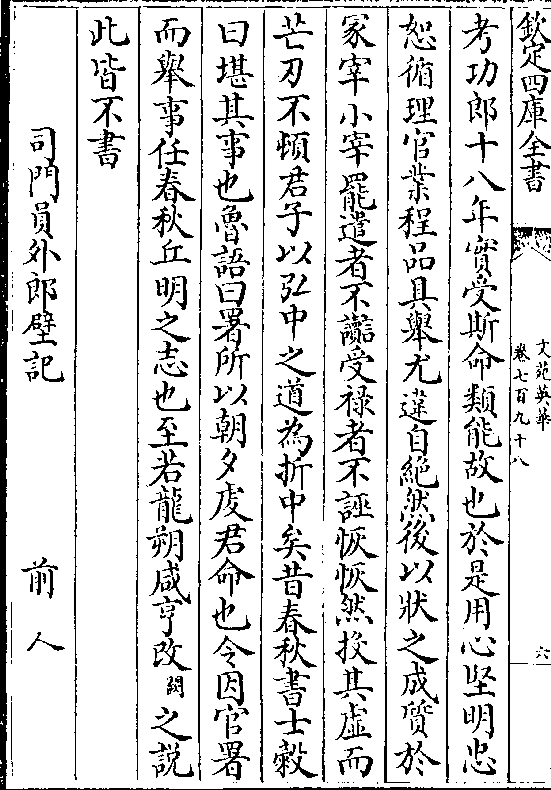 欽定四庫全書
文苑英華
卷七百九十八
六
考功郎十八年實受斯命類能故也於是用心堅明忠
恕循理官業程品具舉尤違自絶然後以狀之成質於
冢宰小宰罷遣者不讟受禄者不誣恢恢然投其虚而
芒刃不頓君子以弘中之道為折中矣昔春秋書士縠
曰堪其事也魯語曰署所以朝夕虔君命也今因官署
而舉事任春秋丘明之志也至若龍朔咸亨改闕之説
此皆不書
司門員外郎壁記 前人